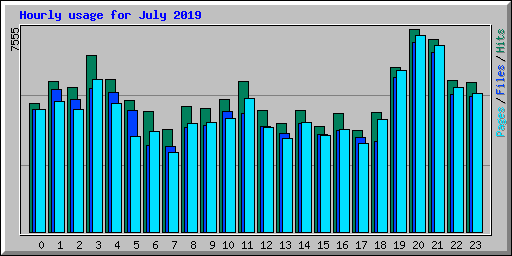 Hourly usage for July 2019
7555
Pages/Files/Hits
0 1 2 3 4 5 6 7 8 9 10 11 12 13 14 15 16 17 18 19 20 21 22 23